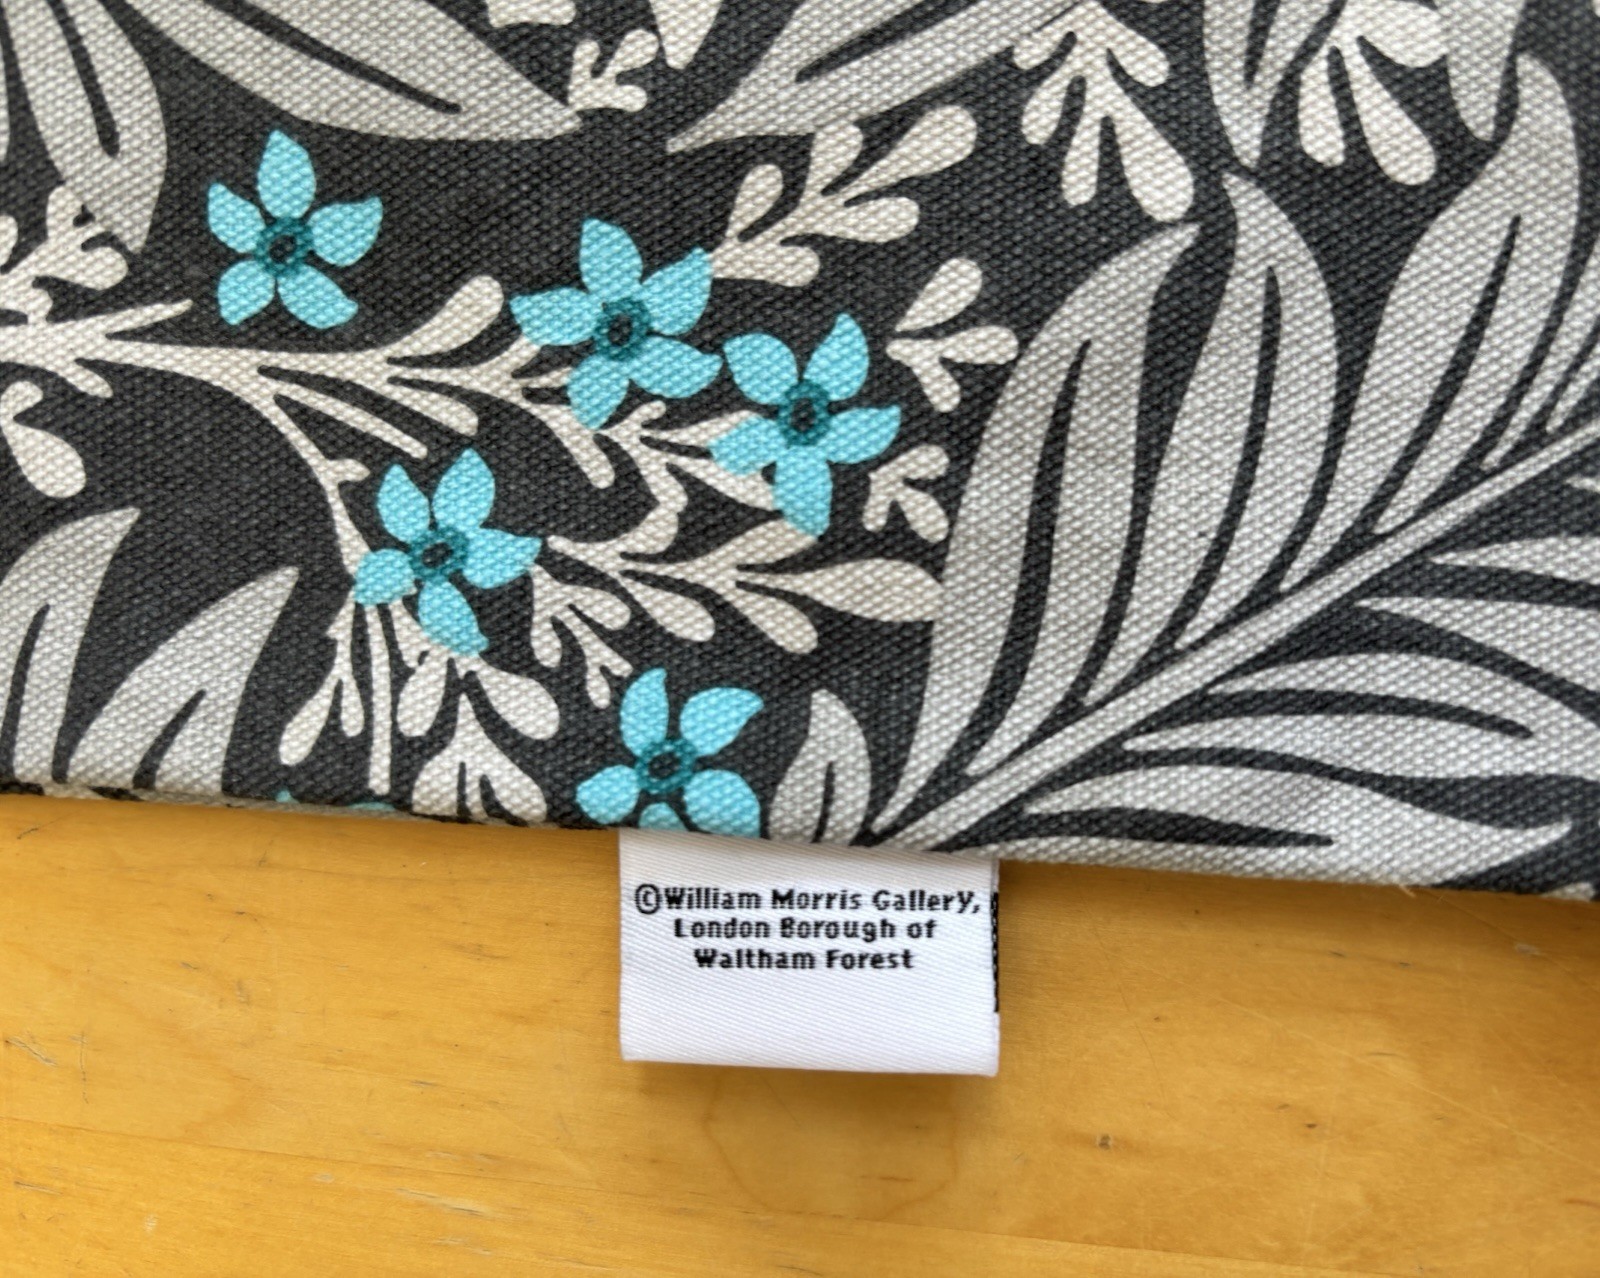 ©William Morris Gallery,
London Borough of
Waltham Forest